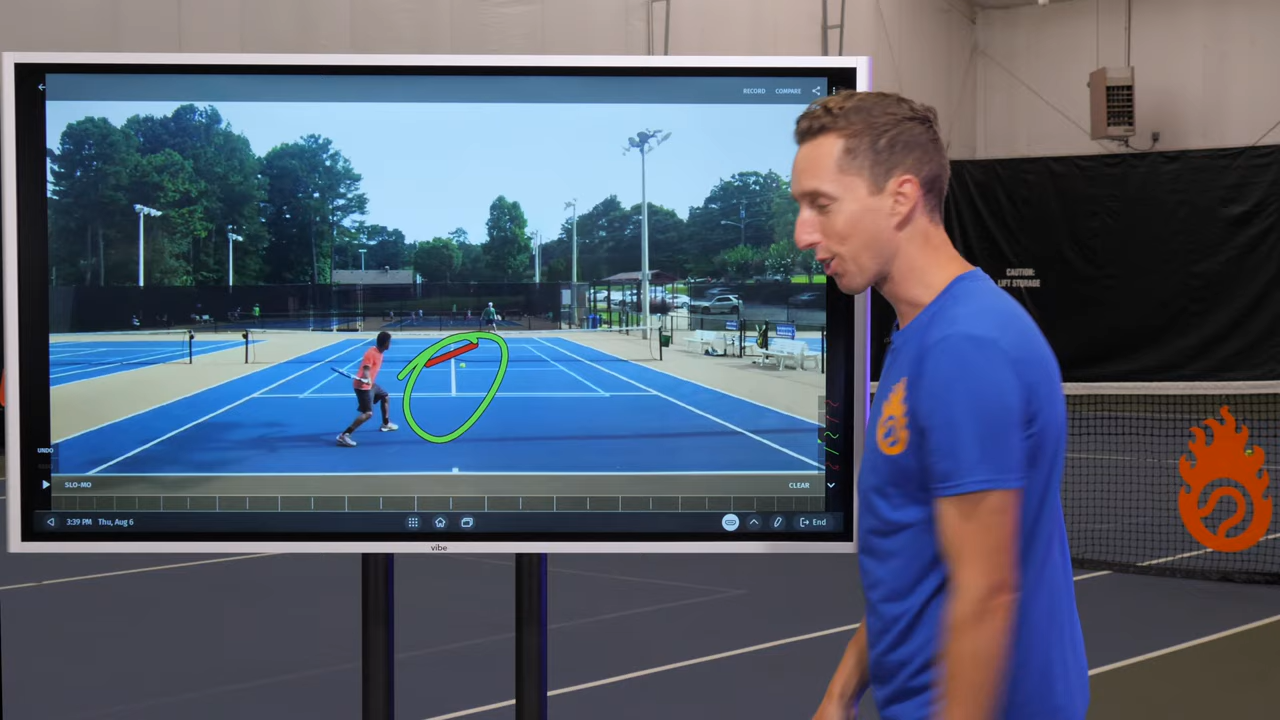 RECORD COMPARE
CAUTION:
LIFT STORAGE
UNDO
SLO-MO CLEAR
3:39 PM Thu, Aug 6 End
vibe